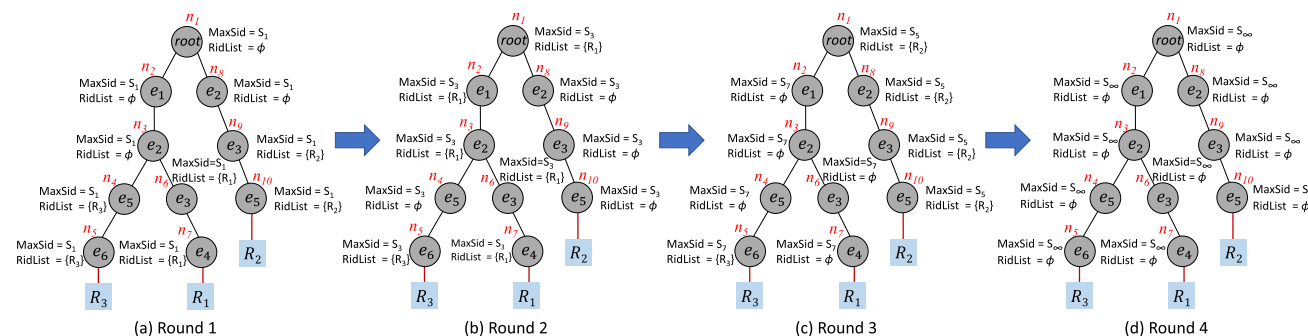 n1
root
MaxSid = S1
RidList = ϕ
n2
MaxSid = S1
RidList = ϕ
e1
n8
e2
MaxSid = S1
RidList = ϕ
n3
MaxSid = S1
RidList = ϕ
e2
n9
e3
MaxSid = S1
RidList = {R2}
n4
MaxSid = S1
RidList = {R3}
e5
MaxSid=S1
RidList = {R1}
n6
e3
n10
e5
MaxSid = S1
RidList = {R2}
n5
MaxSid = S1
RidList = {R3}
e6
n7
MaxSid = S1
RidList = {R1}
e4
R2
R3
R1
(a) Round 1
n1
root
MaxSid = S3
RidList = {R1}
n2
MaxSid = S3
RidList = {R1}
e1
n8
e2
MaxSid = S3
RidList = ϕ
n3
MaxSid = S3
RidList = {R1}
e2
n9
e3
MaxSid = S3
RidList = ϕ
n4
MaxSid = S3
RidList = ϕ
e5
MaxSid=S3
RidList = {R1}
n6
e3
n10
e5
MaxSid = S3
RidList = ϕ
n5
MaxSid = S3
RidList = {R3}
e6
n7
MaxSid = S3
RidList = {R1}
e4
R2
R3
R1
(b) Round 2
n1
root
MaxSid = S5
RidList = {R2}
n2
MaxSid = S7
RidList = ϕ
e1
n8
e2
MaxSid = S5
RidList = {R2}
n3
MaxSid = S7
RidList = ϕ
e2
n9
e3
MaxSid = S5
RidList = {R2}
n4
MaxSid = S7
RidList = ϕ
e5
MaxSid=S7
RidList = ϕ
n6
e3
n10
e5
MaxSid = S5
RidList = {R2}
n5
MaxSid = S7
RidList = {R3}
e6
n7
MaxSid = S7
RidList = ϕ
e4
R2
R3
R1
(c) Round 3
n1
root
MaxSid = S∞
RidList = ϕ
n2
MaxSid = S∞
RidList = ϕ
e1
n8
e2
MaxSid = S∞
RidList = ϕ
n3
MaxSid = S∞
RidList = ϕ
e2
n9
e3
MaxSid = S∞
RidList = ϕ
n4
MaxSid = S∞
RidList = ϕ
e5
MaxSid=S∞
RidList = ϕ
n6
e3
n10
e5
MaxSid = S
RidList = ϕ
n5
MaxSid = S∞
RidList = ϕ
e6
n7
MaxSid = S∞
RidList = ϕ
e4
R2
R3
R1
(d) Round 4